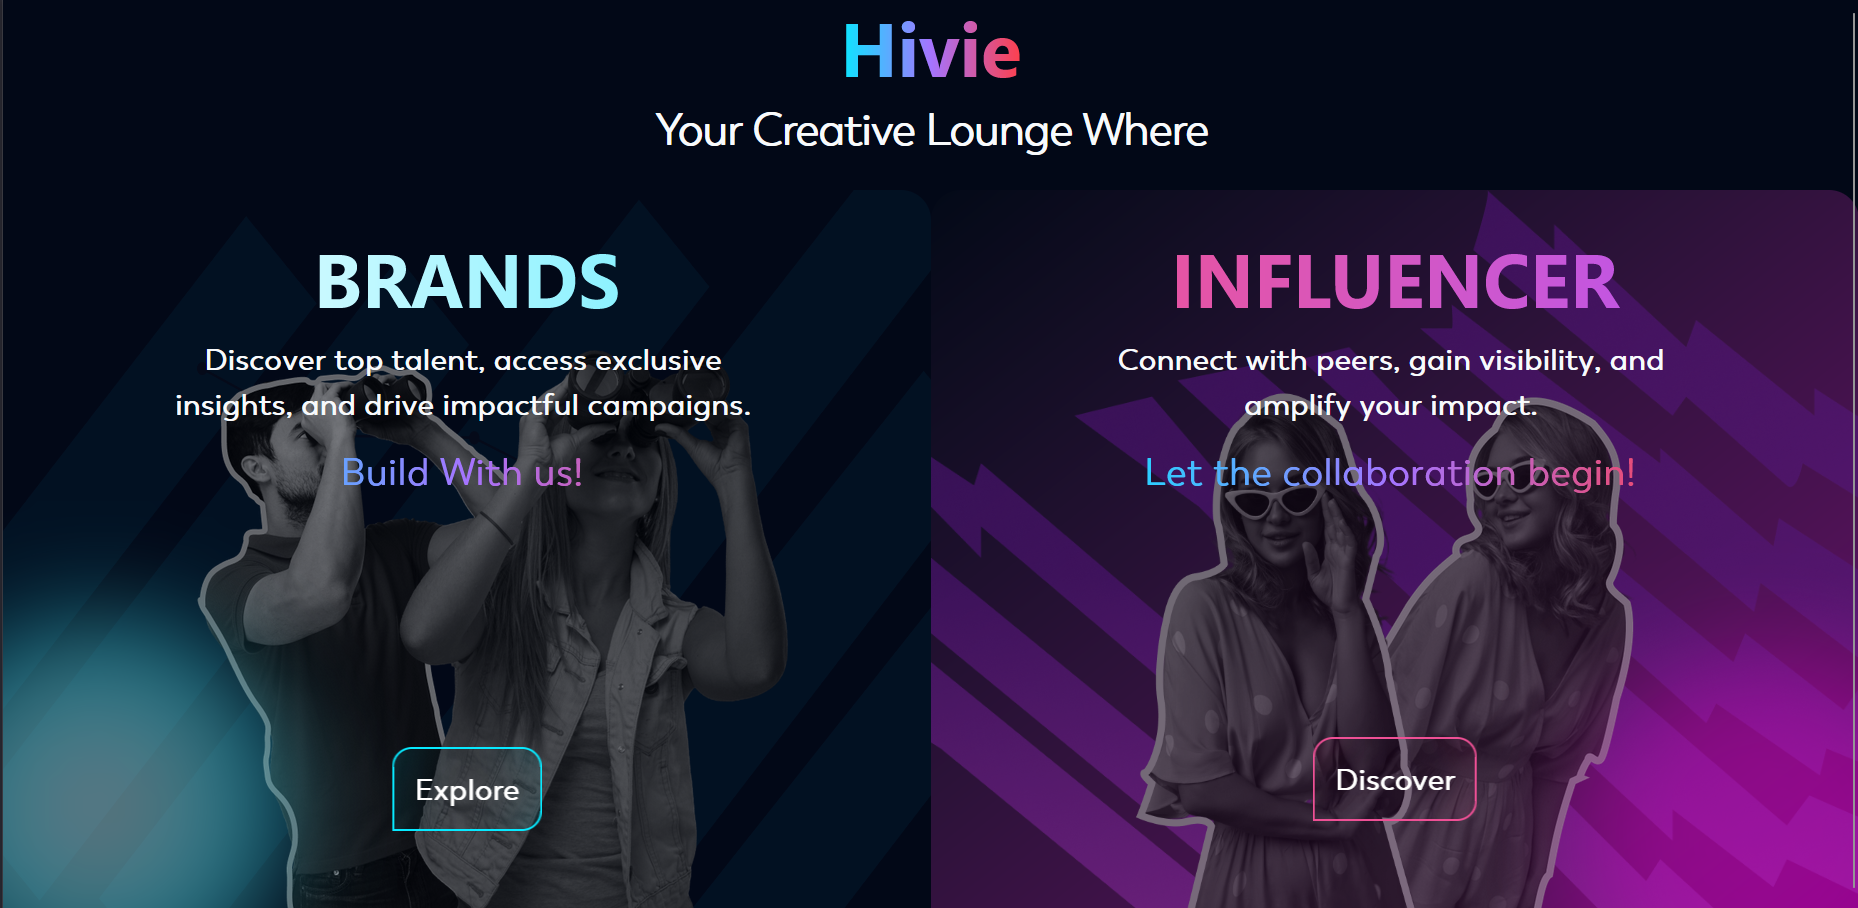 Hivie
Your Creative Lounge Where
BRANDS
Discover top talent, access exclusive
insights, and drive impactful campaigns.
Build With us!
Explore
INFLUENCER
Connect with peers, gain visibility, and
amplify your impact.
Let the collaboration begin!
Discover